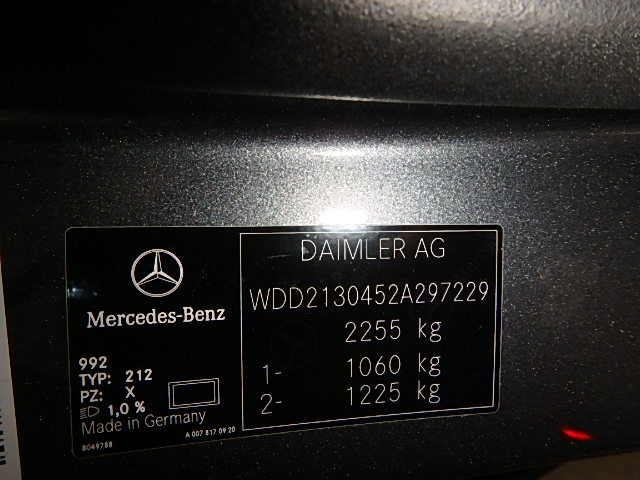 DAIMLER AG
WDD2130452A297229
2255 kg
1- 1060 kg
2- 1225 kg
Mercedes-Benz
992
TYP: 212
PZ: X
1,0 %
Made in Germany
8049788
A 007 817 09 20